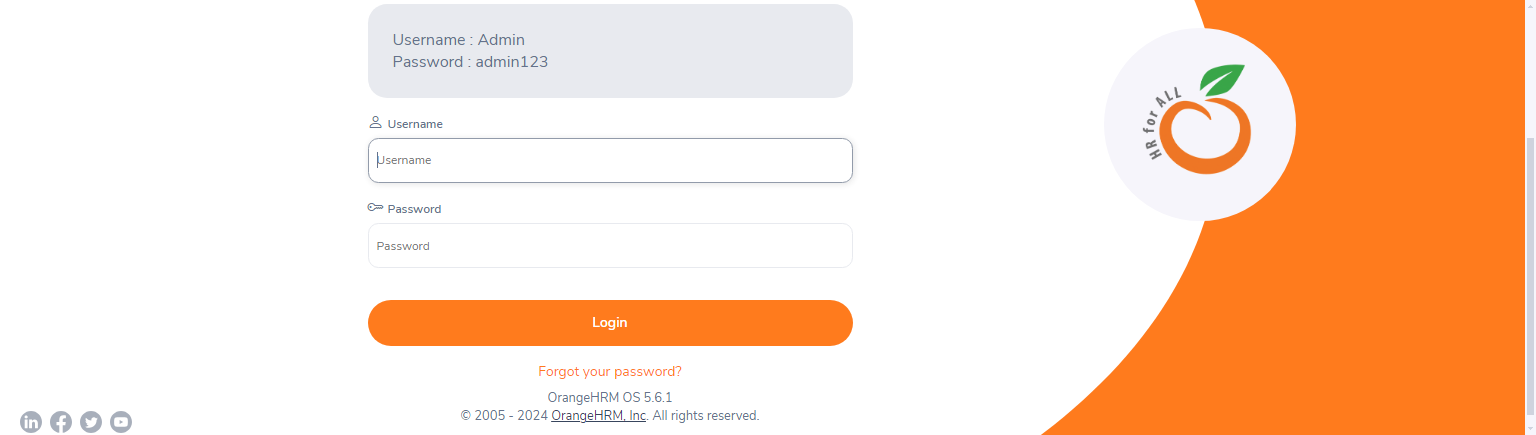 Username : Admin
Password : admin123
Username
Username
Password
Password
Login
Forgot your password?
OrangeHRM OS 5.6.1
© 2005 - 2024 OrangeHRM, Inc. All rights reserved.
HR for ALL